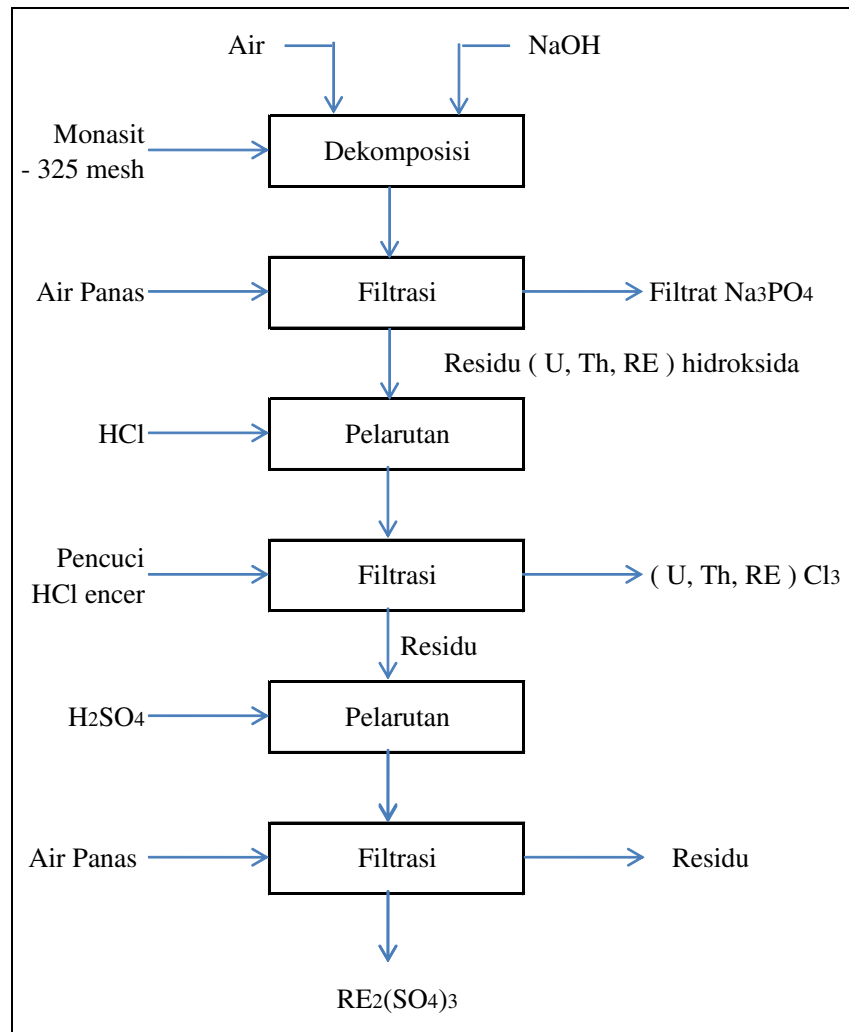 Air
NaOH
Monasit
- 325 mesh
Dekomposisi
Air Panas
Filtrasi
Filtrat Na3PO4
Residu ( U, Th, RE ) hidroksida
HCl
Pelarutan
Pencuci
HCl encer
Filtrasi
( U, Th, RE ) Cl3
Residu
H2SO4
Pelarutan
Air Panas
Filtrasi
Residu
RE2(SO4)3